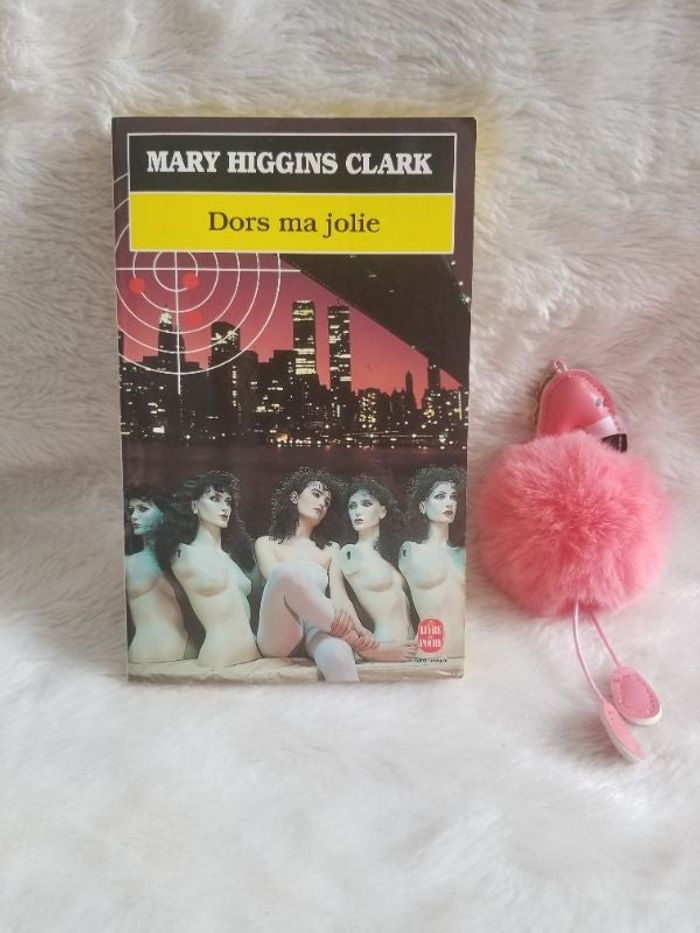 MARY HIGGINS CLARK
Dors ma jolie
LE
LIVRE
DE
POCHE